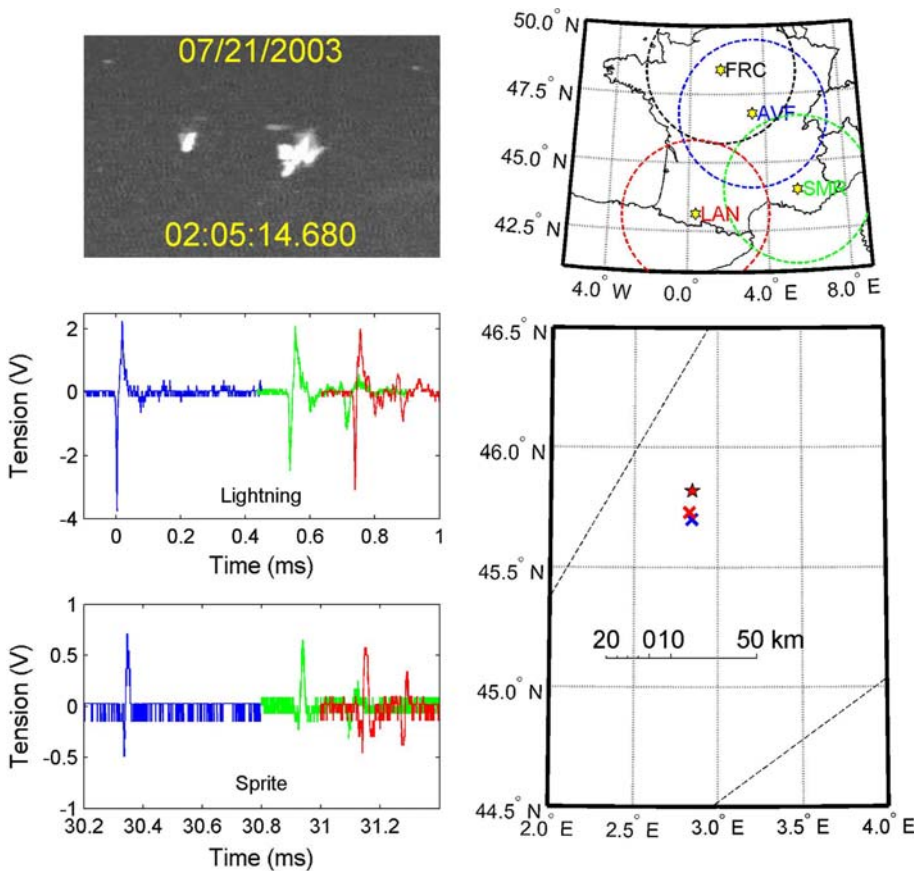 07/21/2003
02:05:14.680
50.0° N
47.5° N
45.0° N
42.5° N
4.0° W
0.0°
4.0° E
8.0° E
FRC
AVE
SMR
LAN
Tension (V)
2
0
-2
-4
Lightning
0 0.2 0.4 0.6 0.8 1
Time (ms)
Tension (V)
1
0.5
0
-0.5
-1
Sprite
30.2 30.4 30.6 30.8 31 31.2
Time (ms)
46.5° N
46.0° N
45.5° N
45.0° N
44.5° N
20 0 10 50 km
2.0° E 2.5° E 3.0° E 3.5° E 4.0° E